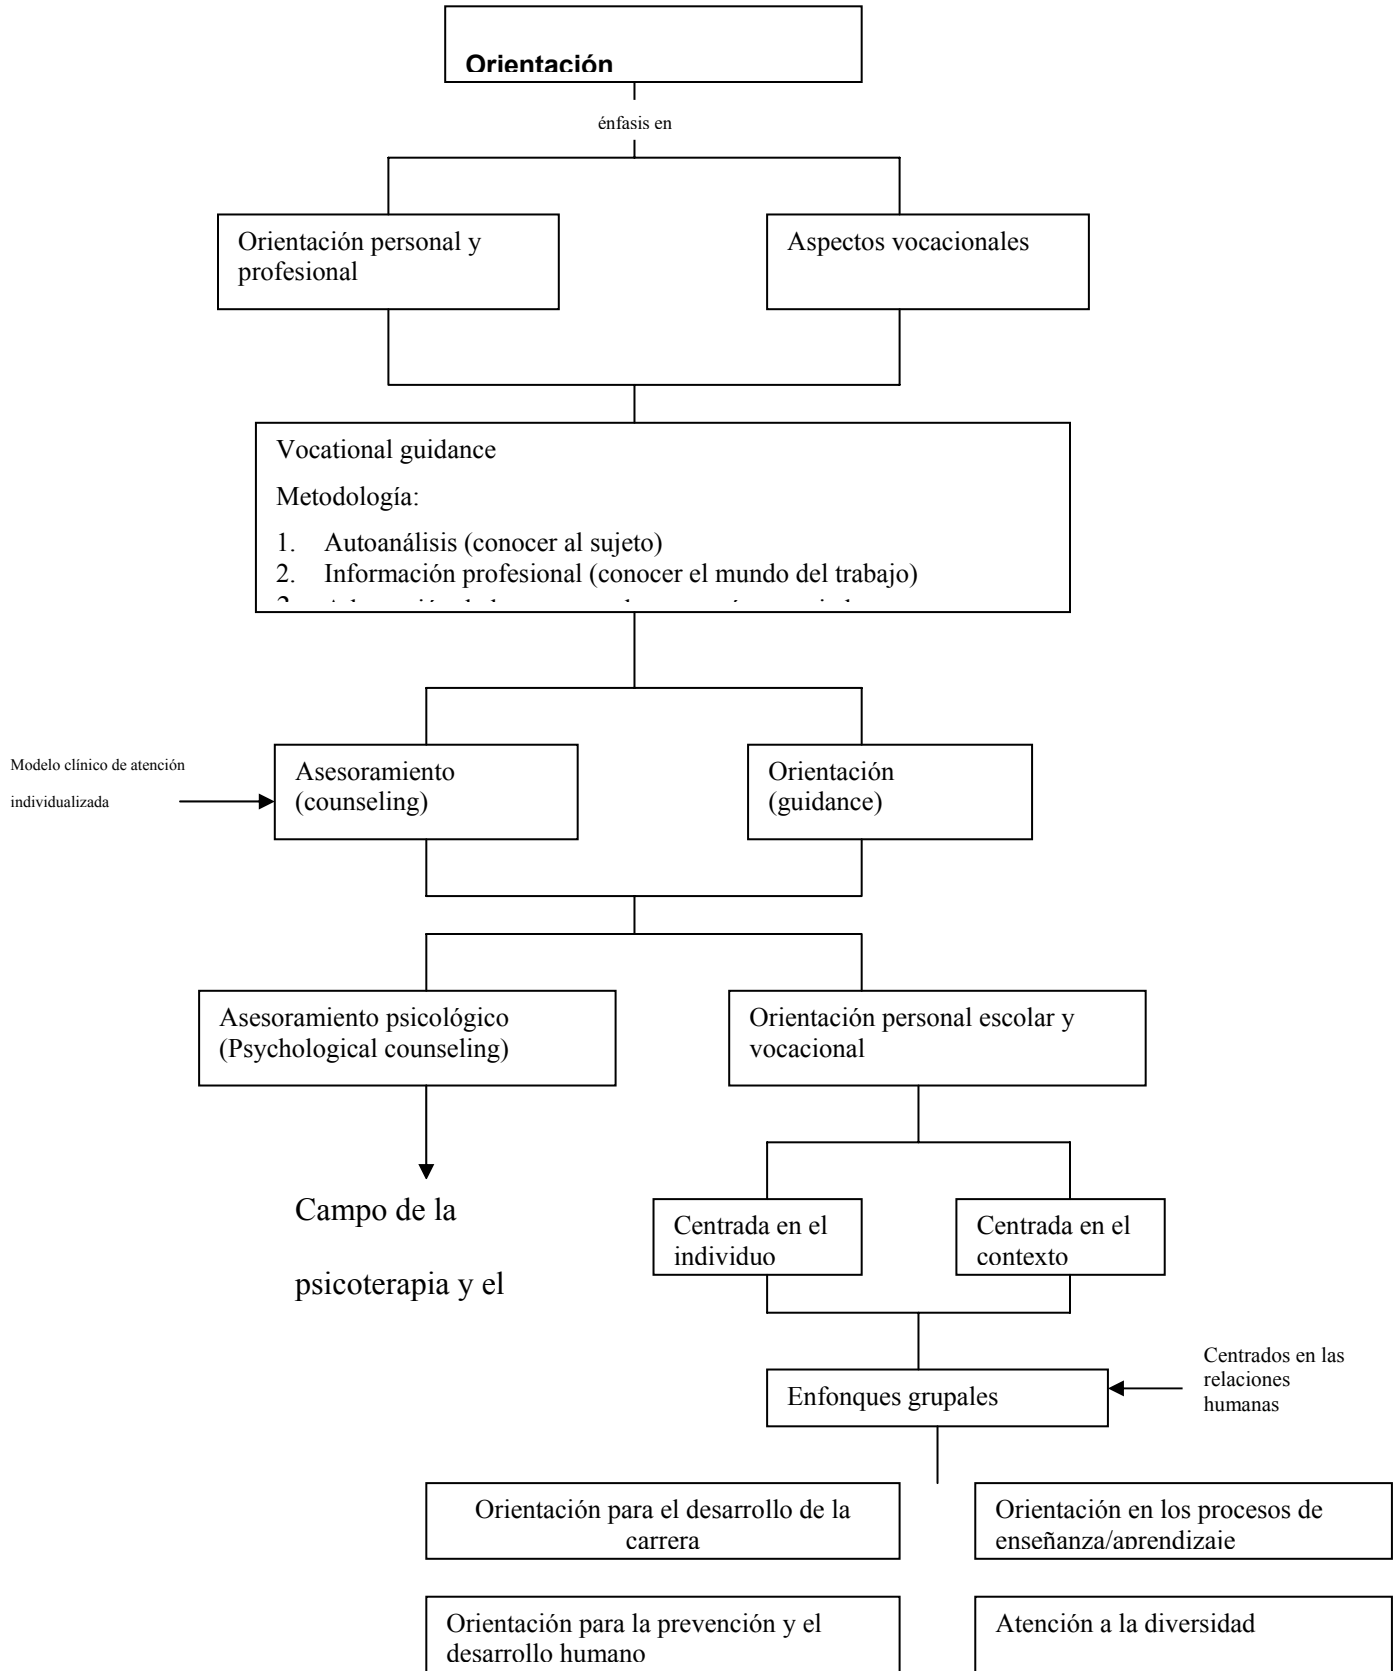 Orientación
énfasis en
Orientación personal y
profesional
Aspectos vocacionales
Vocational guidance
Metodología:
1. Autoanálisis (conocer al sujeto)
2. Información profesional (conocer el mundo del trabajo)
Modelo clínico de atención
individualizada
Asesoramiento
(counseling)
Orientación
(guidance)
Asesoramiento psicológico
(Psychological counseling)
Orientación personal escolar y
vocacional
Campo de la
psicoterapia y el
Centrada en el
individuo
Centrada en el
contexto
Enfonques grupales
Centrados en las
relaciones
humanas
Orientación para el desarrollo de la
carrera
Orientación en los procesos de
enseñanza/aprendizaje
Orientación para la prevención y el
desarrollo humano
Atención a la diversidad